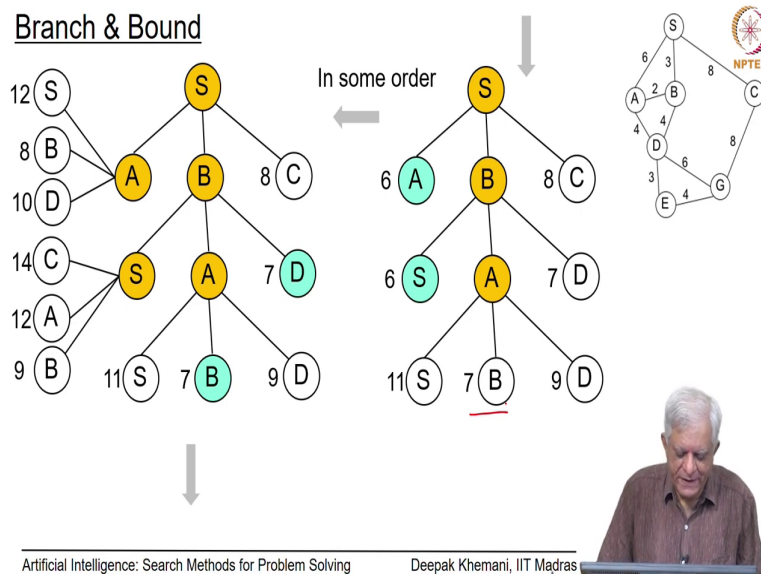 Branch & Bound
In some order
NPTE
12 S
S
8 B
A
B
8 C
10 D
14 C
S
A
7 D
12 A
9 B
11 S
7 B
9 D
S
6 A
B
8 C
6 S
A
7 D
11 S
7 B
9 D
S
6
3
8
A
2
B
C
4
4
D
6
8
3
G
E
4
Artificial Intelligence: Search Methods for Problem Solving
Deepak Khemani, IIT Madras